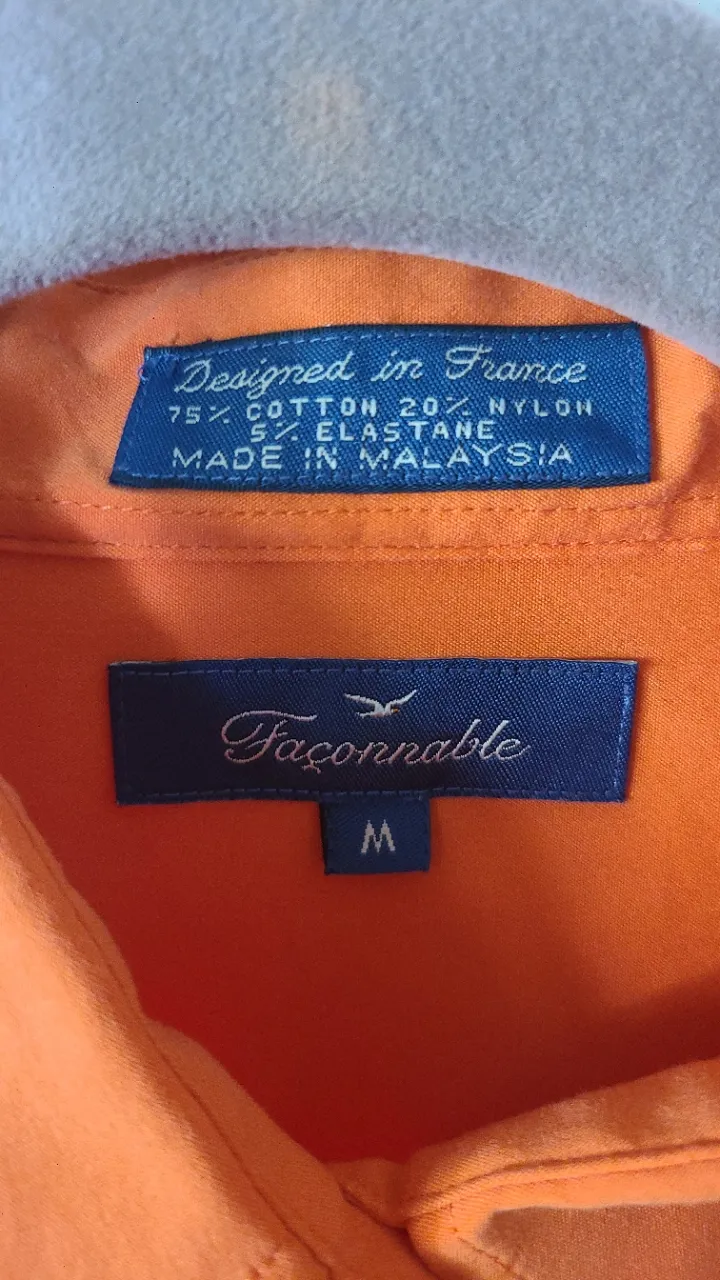 Designed in France
75% COTTON 20% NYLON
5% ELASTANE
MADE IN MALAYSIA
Façonnable
M